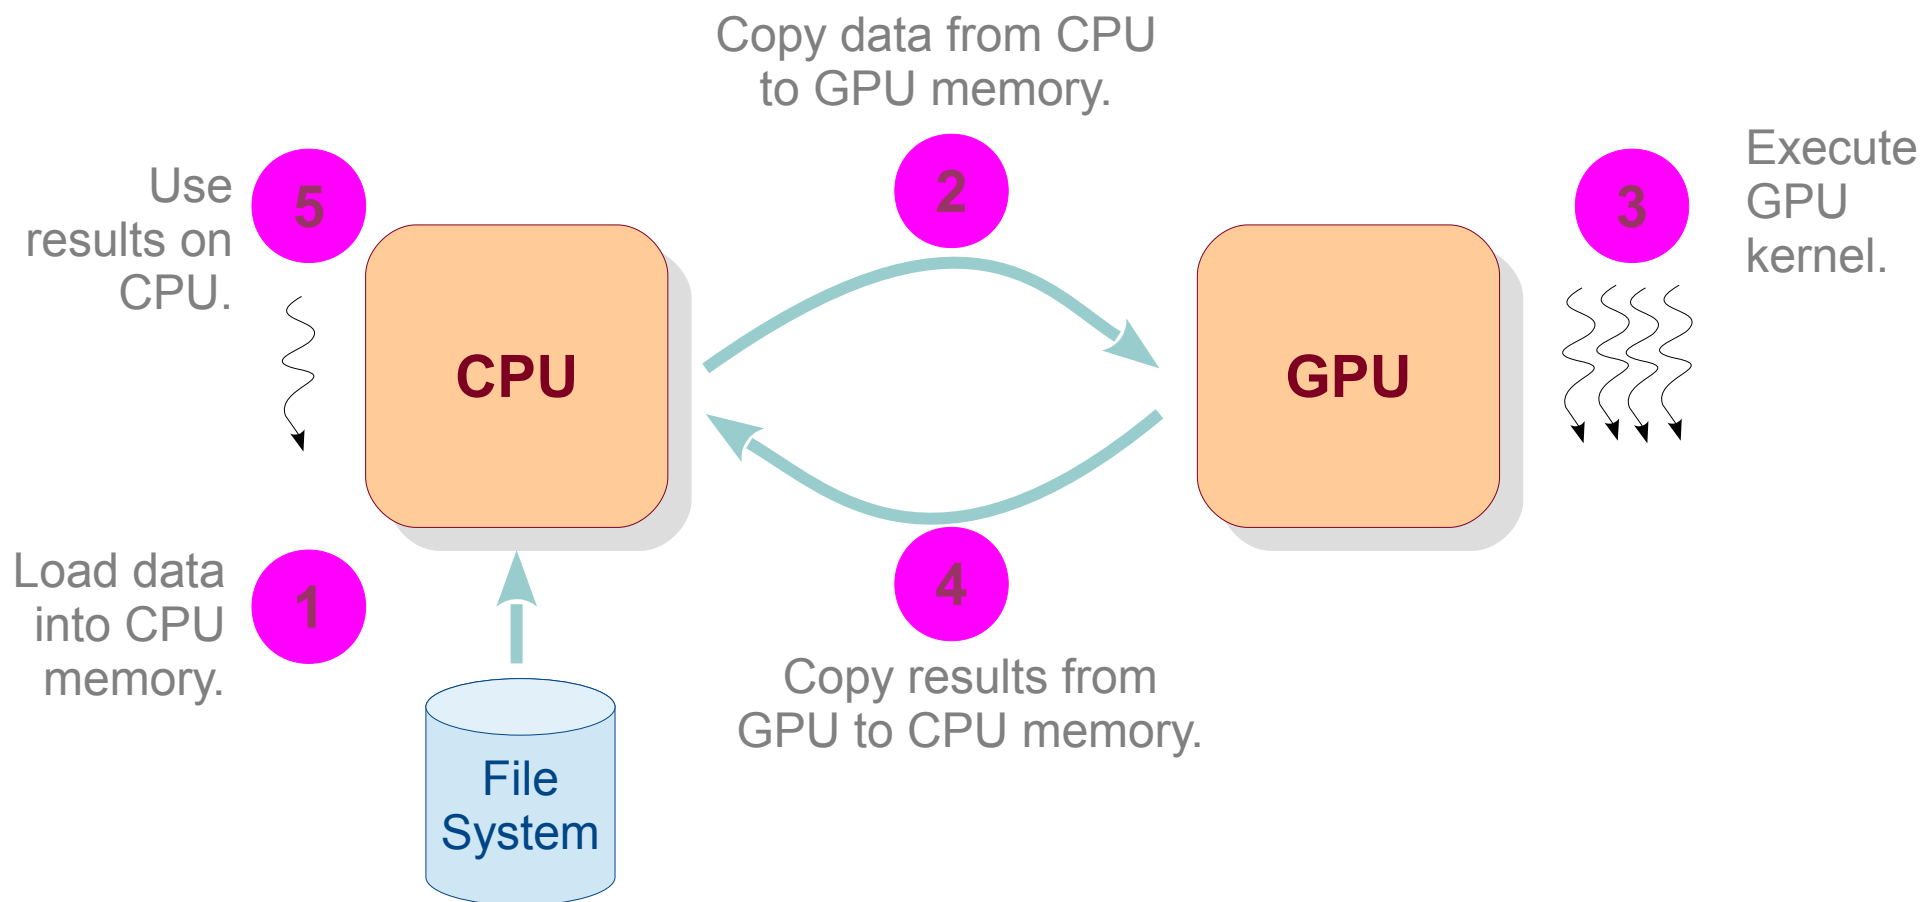 Copy data from CPU
to GPU memory.
2
Use
results on
CPU.
5
Execute
GPU
kernel.
3
CPU
GPU
Load data
into CPU
memory.
1
4
Copy results from
GPU to CPU memory.
File
System